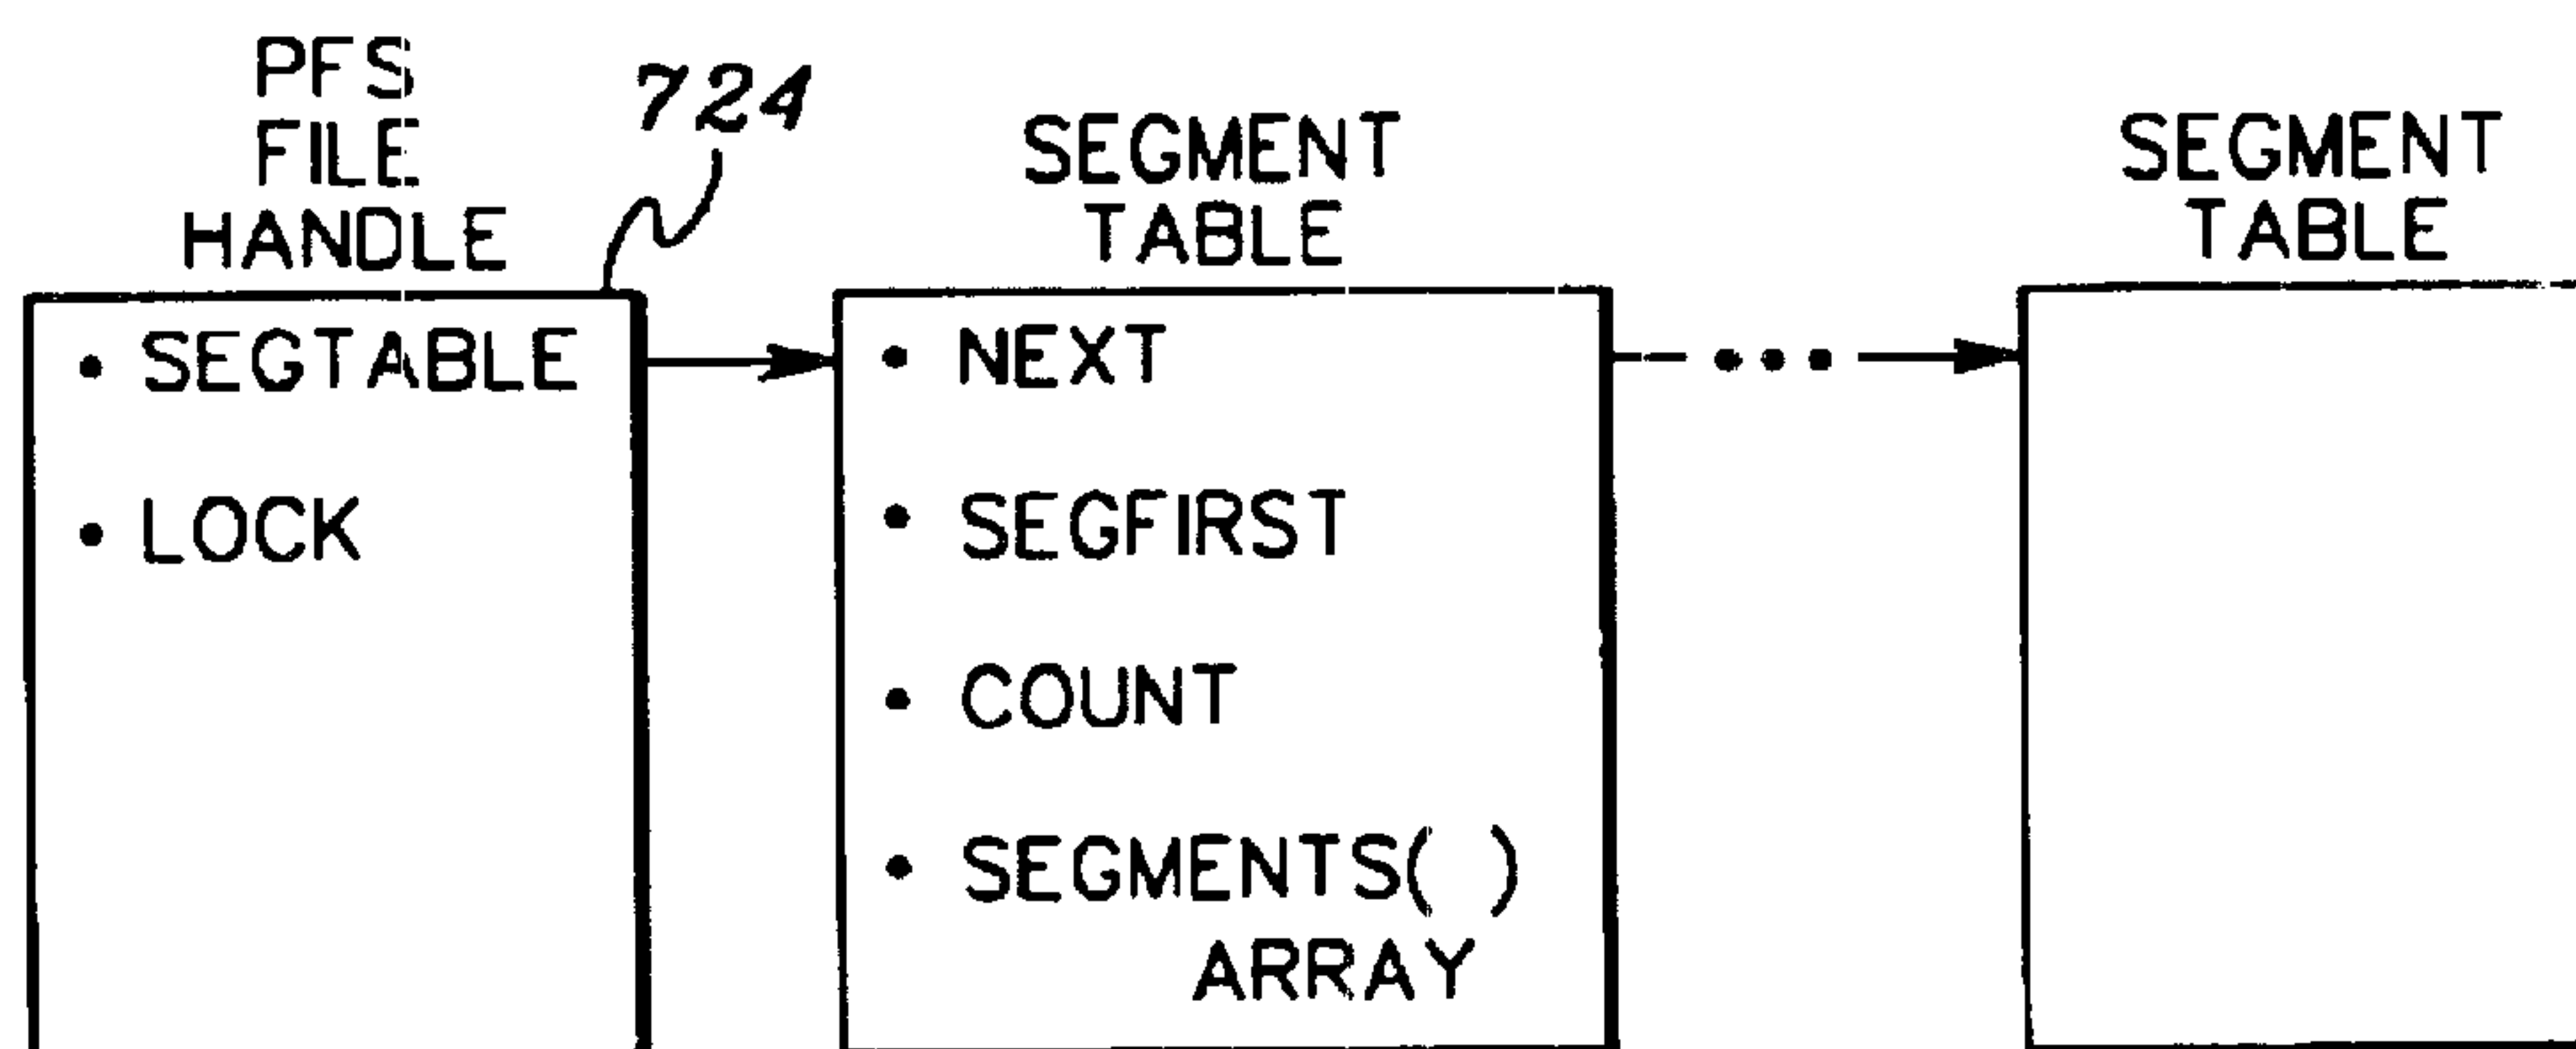 PFS
FILE
HANDLE
724
• SEGTABLE
• LOCK
SEGMENT
TABLE
• NEXT
• SEGFIRST
• COUNT
• SEGMENTS( )
ARRAY
• • •
SEGMENT
TABLE